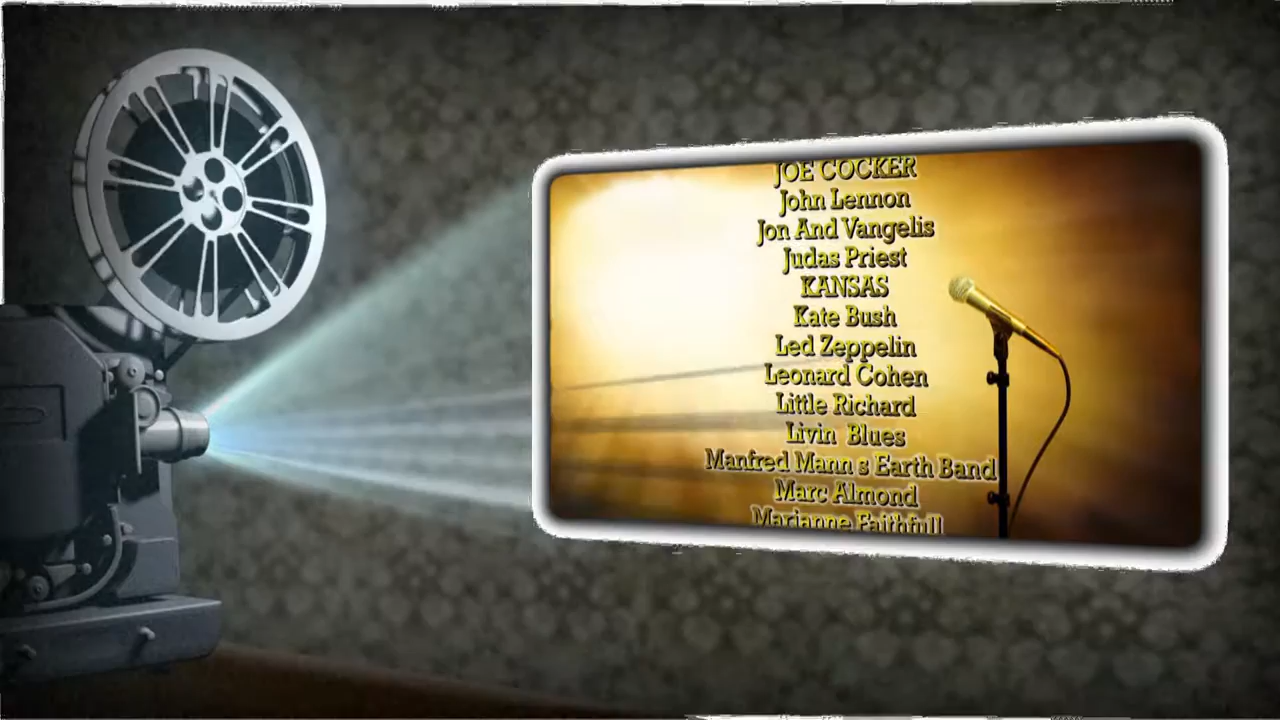 JOE COCKER
John Lennon
Jon And Vangelis
Judas Priest
KANSAS
Kate Bush
Led Zeppelin
Leonard Cohen
Little Richard
Livin  Blues
Manfred Mann s Earth Band
Marc Almond
Marianne Faithfull